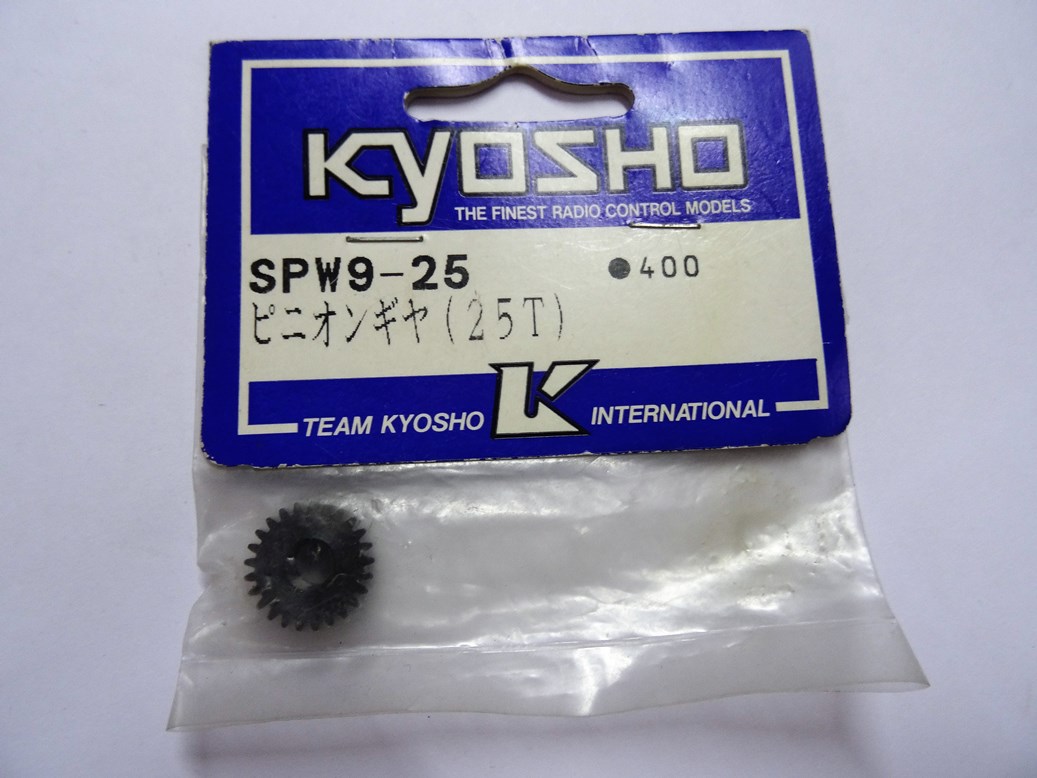 KYOSHO
THE FINEST RADIO CONTROL MODELS
SPW9-25 ●400
ピニオンギヤ(25T)
TEAM KYOSHO K INTERNATIONAL